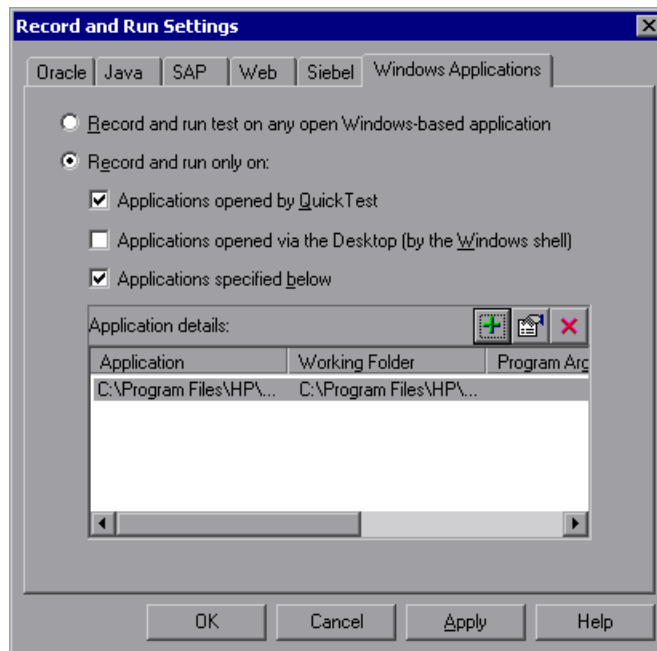 Record and Run Settings
Oracle Java SAP Web Siebel Windows Applications
Record and run test on any open Windows-based application
Record and run only on:
Applications opened by QuickTest
Applications opened via the Desktop (by the Windows shell)
Applications specified below
Application details:
Application Working Folder Program Arg
C:\Program Files\HP\... C:\Program Files\HP\...
OK Cancel Apply Help